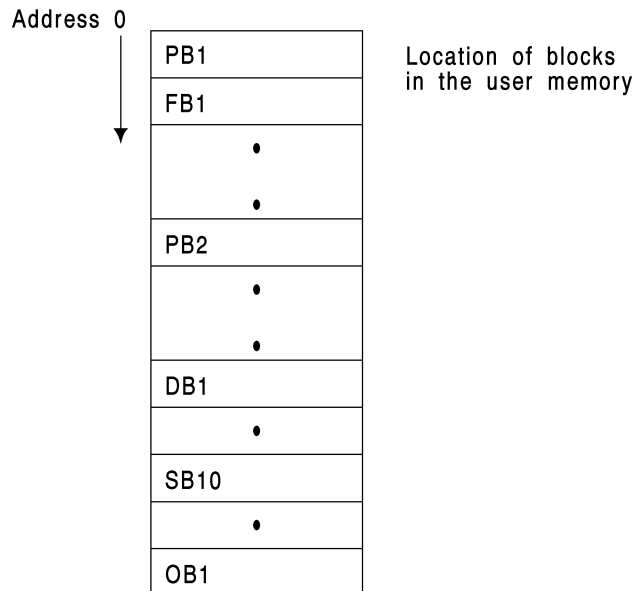 Address 0
PB1
Location of blocks
in the user memory
FB1
PB2
DB1
SB10
OB1